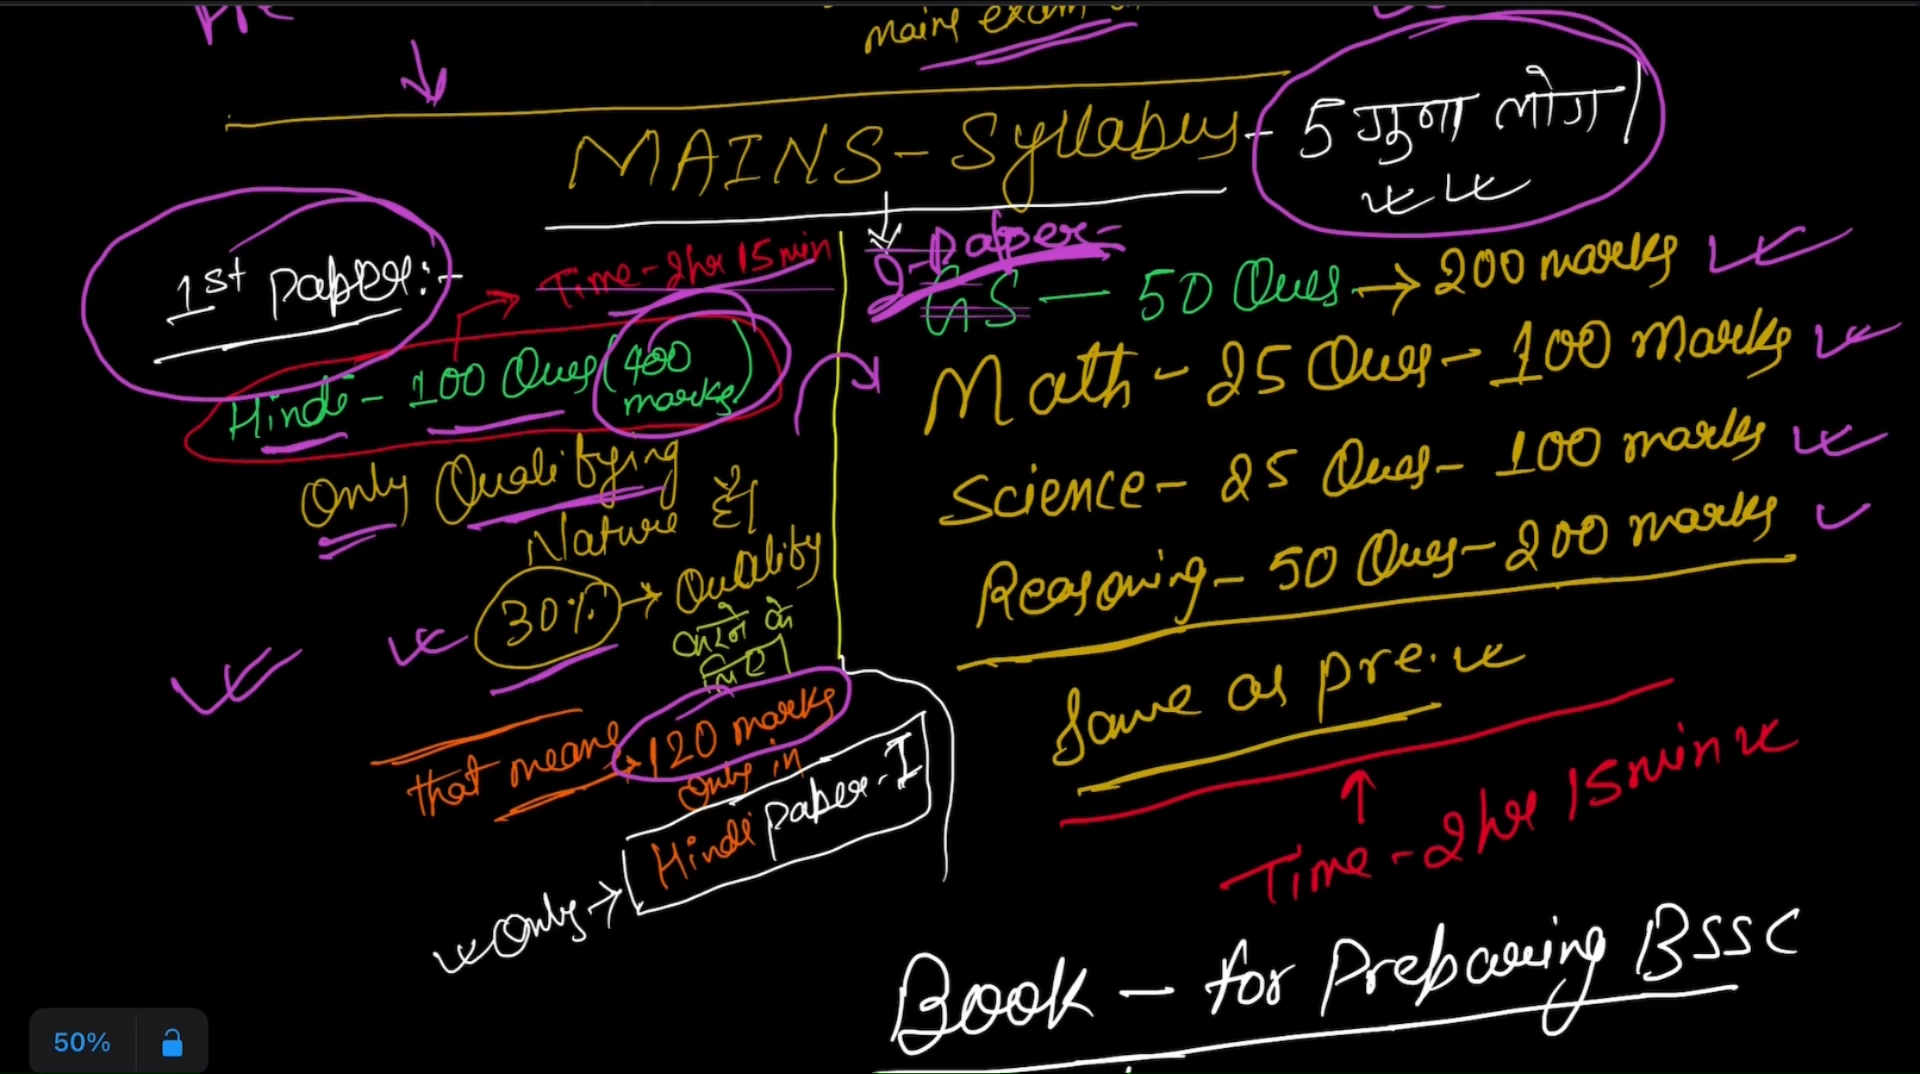 Pre
mains exam
MAINS - Syllabus - 5 गुना लोग।
1st paper:-
Time - 2hr 15min
Hindi - 100 Ques (400 marks)
Only Qualifying
Nature है।
30% → Quality
करने के
लिए
that means → 120 marks
only in
Hindi paper-I
Only →
2-paper-
GS — 50 Ques → 200 marks
Math - 25 Ques - 100 Marks
Science - 25 Ques - 100 marks
Reasoning - 50 Ques - 200 marks
Same as pre.
Time - 2hr 15min
Book - for Preparing BSSC
50%